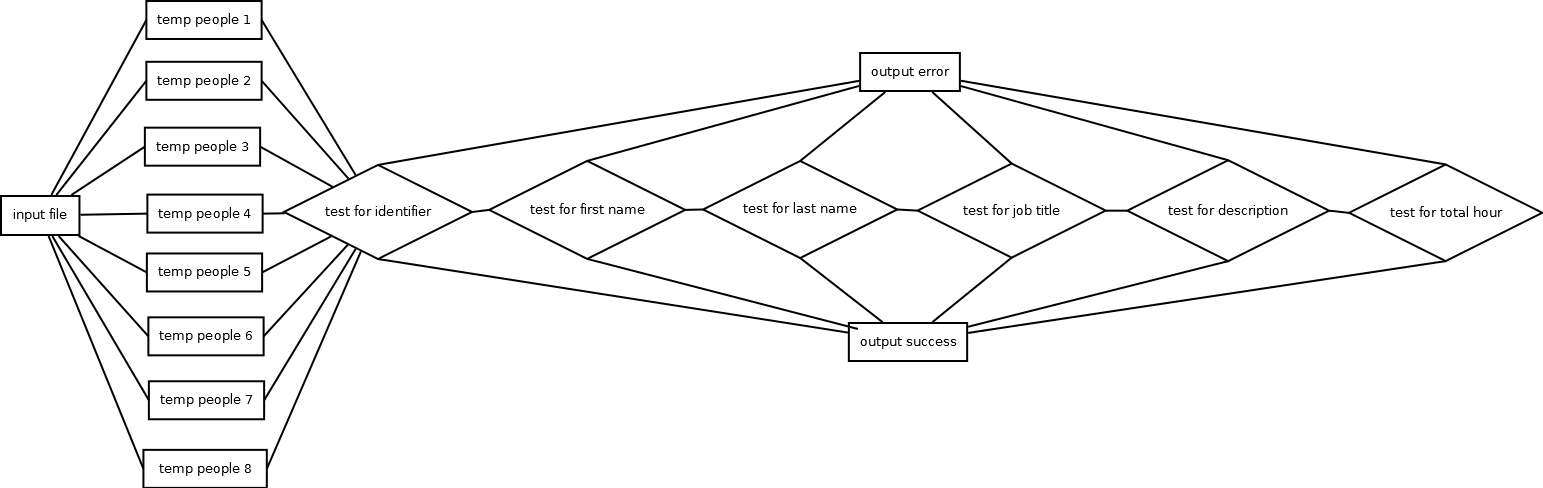 temp people 1
temp people 2
temp people 3
temp people 4
temp people 5
temp people 6
temp people 7
temp people 8
input file
output error
test for identifier
test for first name
test for last name
test for job title
test for description
test for total hour
output success